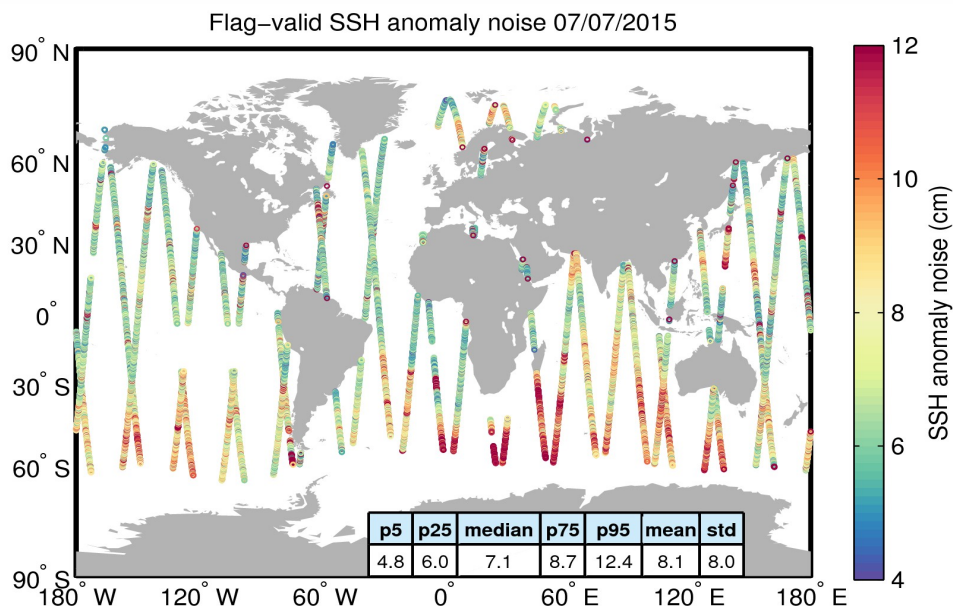 Flag−valid SSH anomaly noise 07/07/2015
90° N
60° N
30° N
0°
30° S
60° S
90° S
180° W 120° W 60° W 0° 60° E 120° E 180° E
p5 p25 median p75 p95 mean std
4.8 6.0 7.1 8.7 12.4 8.1 8.0
12
10
8
6
4
SSH anomaly noise (cm)